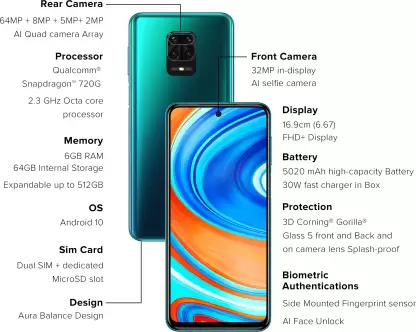 Rear Camera
64MP + 8MP + 5MP+ 2MP
AI Quad camera Array
Processor
Qualcomm®
Snapdragon™ 720G
2.3 GHz Octa core
processor
Memory
6GB RAM
64GB Internal Storage
Expandable up to 512GB
OS
Android 10
Sim Card
Dual SIM + dedicated
MicroSD slot
Design
Aura Balance Design
Front Camera
32MP in-display
AI selfie camera
Display
16.9cm (6.67)
FHD+ Display
Battery
5020 mAh high-capacity Battery
30W fast charger in Box
Protection
3D Corning® Gorilla®
Glass 5 front and Back and
on camera lens Splash-proof
Biometric
Authentications
Side Mounted Fingerprint sensor
AI Face Unlock